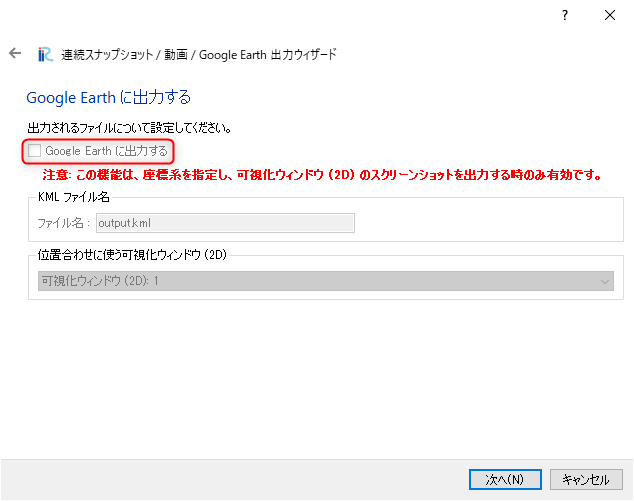 ?
連続スナップショット / 動画 / Google Earth 出力ウィザード
Google Earth に出力する
出力されるファイルについて設定してください。
Google Earth に出力する
注意: この機能は、座標系を指定し、可視化ウィンドウ (2D) のスクリーンショットを出力する時のみ有効です。
KML ファイル名
ファイル名 : output.kml
位置合わせに使う可視化ウィンドウ (2D)
可視化ウィンドウ (2D): 1
次へ(N) キャンセル